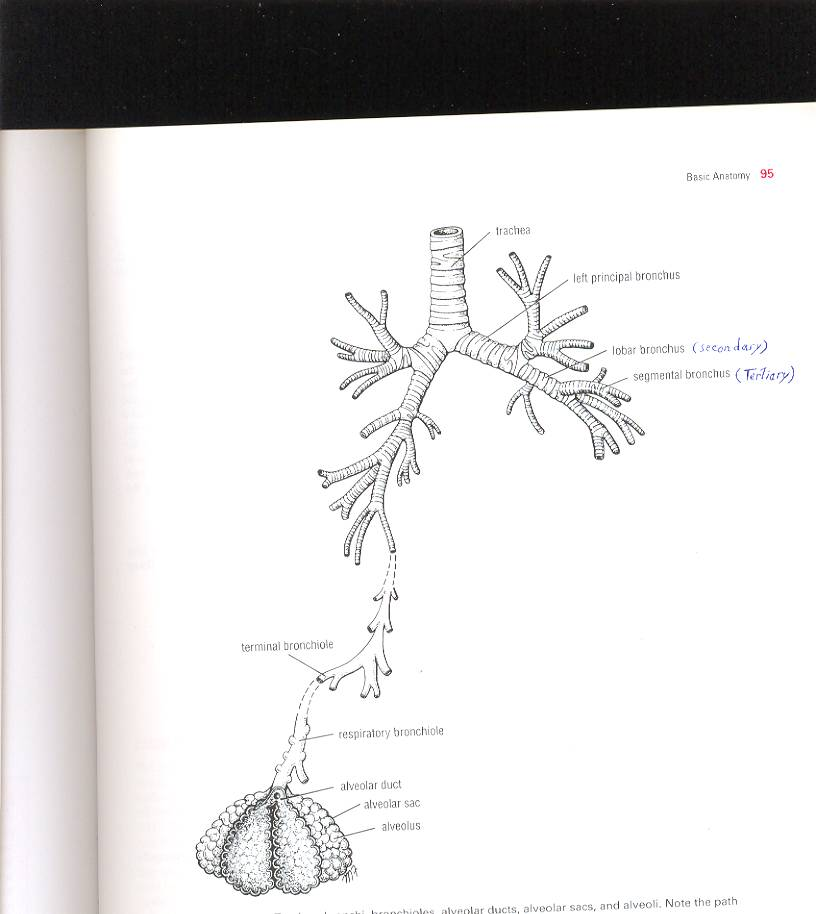 Basic Anatomy 95
trachea
left principal bronchus
lobar bronchus (secondary)
segmental bronchus (Tertiary)
terminal bronchiole
respiratory bronchiole
alveolar duct
alveolar sac
alveolus
bronchioles, alveolar ducts, alveolar sacs, and alveoli. Note the path